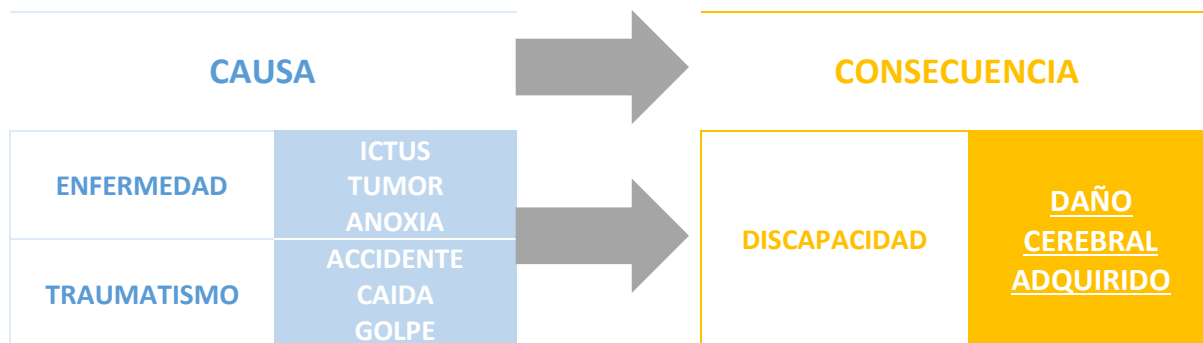 CAUSA
CONSECUENCIA
ENFERMEDAD
ICTUS
TUMOR
ANOXIA
TRAUMATISMO
ACCIDENTE
CAIDA
GOLPE
DISCAPACIDAD
DAÑO
CEREBRAL
ADQUIRIDO